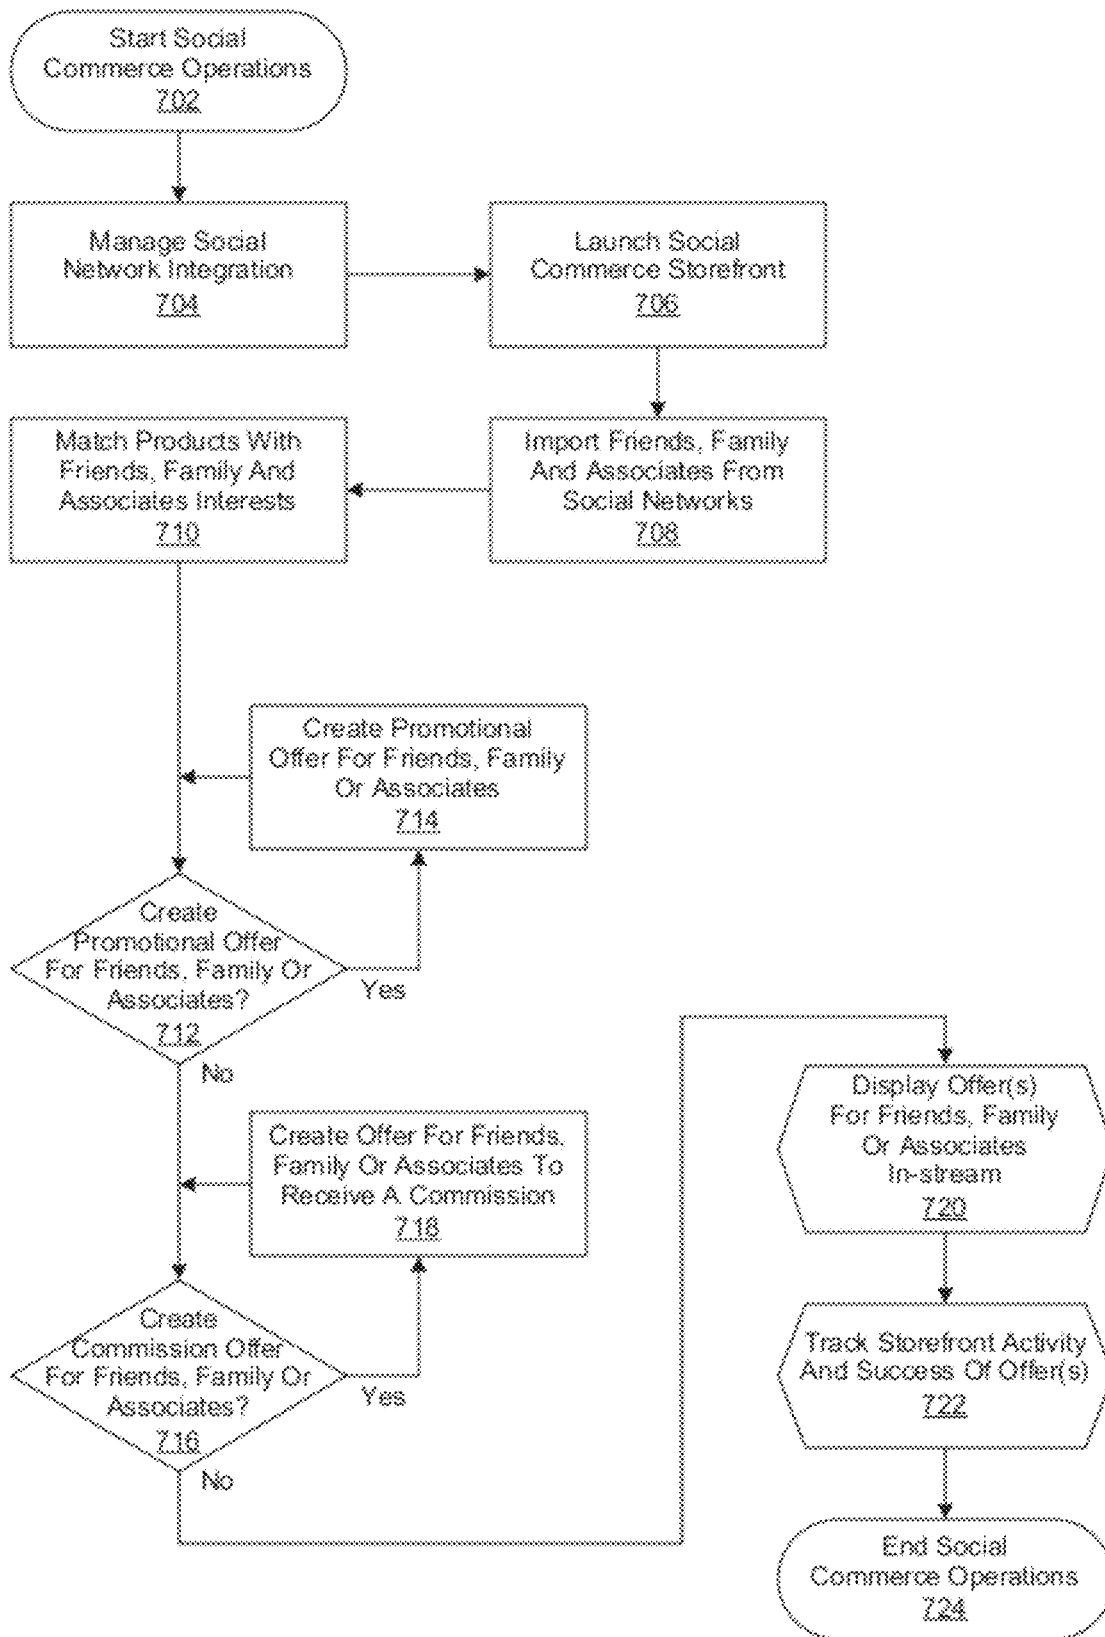 Start Social
Commerce Operations
702
Manage Social
Network Integration
704
Launch Social
Commerce Storefront
706
Match Products With
Friends, Family And
Associates Interests
710
Import Friends, Family
And Associates From
Social Networks
708
Create Promotional
Offer For Friends, Family
Or Associates
714
Create
Promotional Offer
For Friends, Family Or
Associates?
712
Yes
No
Create Offer For Friends,
Family Or Associates To
Receive A Commission
718
Create
Commission Offer
For Friends, Family Or
Associates?
716
Yes
No
Display Offer(s)
For Friends, Family
Or Associates
In-stream
720
Track Storefront Activity
And Success Of Offer(s)
722
End Social
Commerce Operations
724